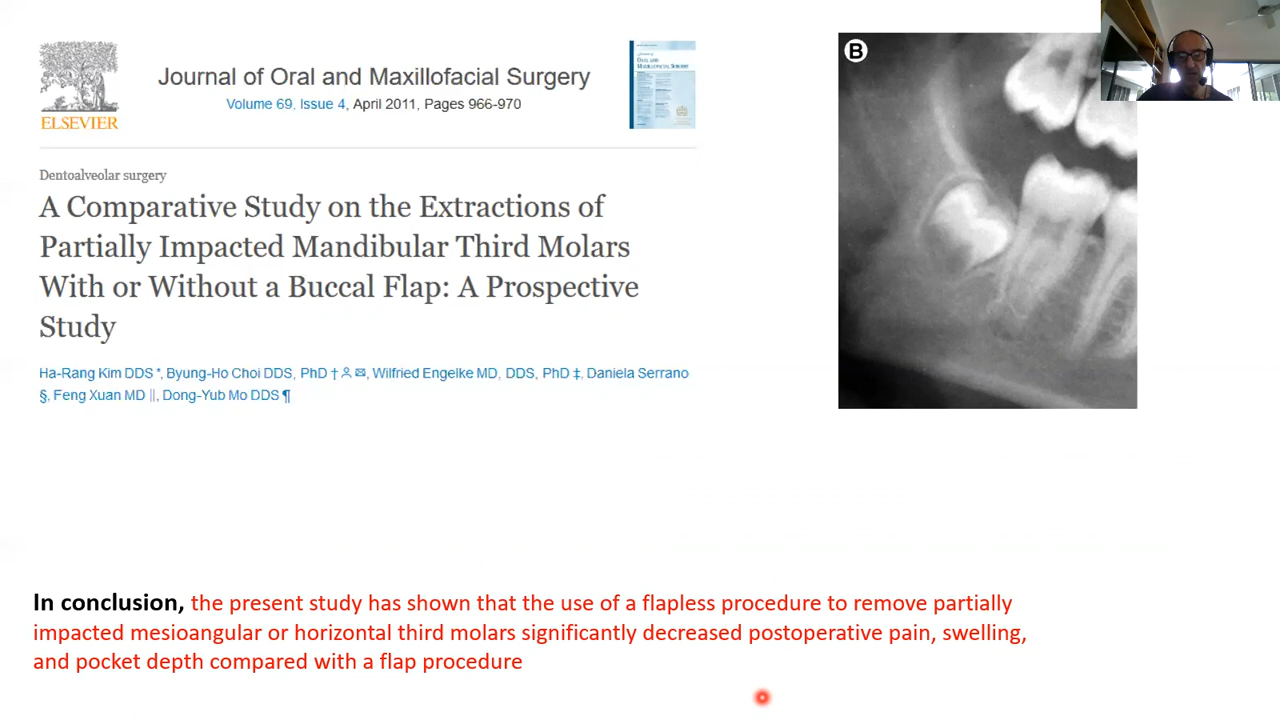 ELSEVIER
Journal of Oral and Maxillofacial Surgery
Volume 69, Issue 4, April 2011, Pages 966-970
Dentoalveolar surgery
A Comparative Study on the Extractions of
Partially Impacted Mandibular Third Molars
With or Without a Buccal Flap: A Prospective
Study
Ha-Rang Kim DDS *, Byung-Ho Choi DDS, PhD † ✉, Wilfried Engelke MD, DDS, PhD ‡, Daniela Serrano
§, Feng Xuan MD ||, Dong-Yub Mo DDS ¶
B
In conclusion, the present study has shown that the use of a flapless procedure to remove partially
impacted mesioangular or horizontal third molars significantly decreased postoperative pain, swelling,
and pocket depth compared with a flap procedure